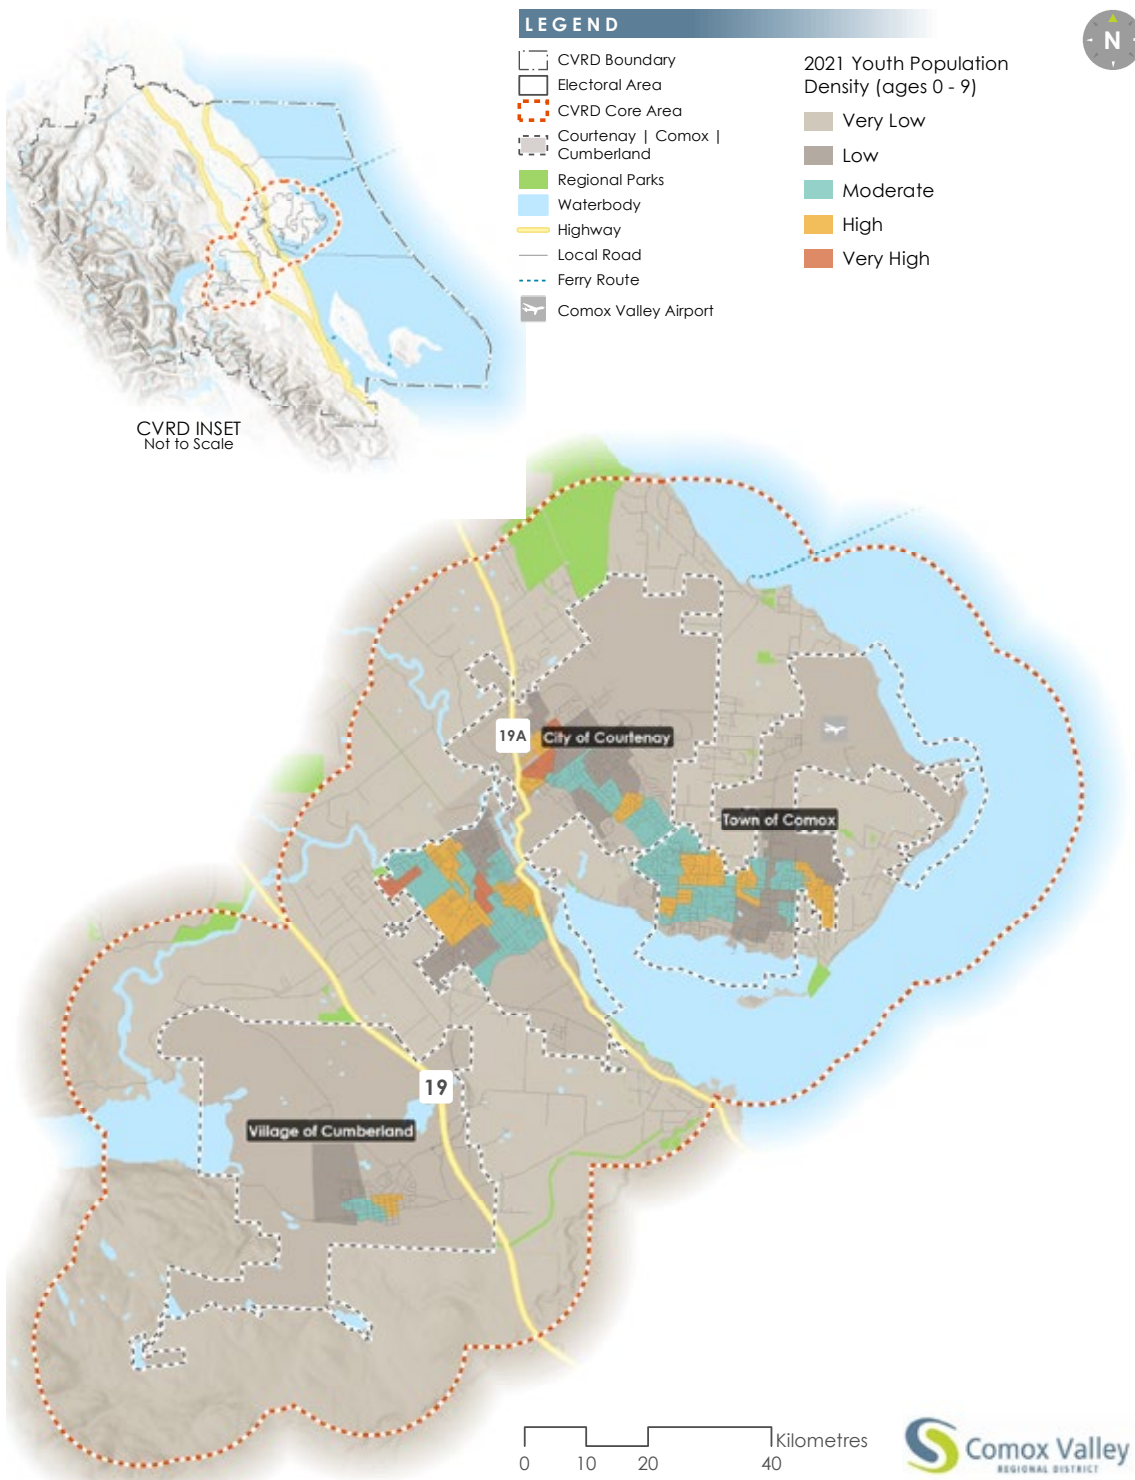 LEGEND
CVRD Boundary
Electoral Area
CVRD Core Area
Courtenay | Comox |
Cumberland
Regional Parks
Waterbody
Highway
Local Road
Ferry Route
Comox Valley Airport
2021 Youth Population
Density (ages 0 - 9)
Very Low
Low
Moderate
High
Very High
N
CVRD INSET
Not to Scale
19A
City of Courtenay
Town of Comox
19
Village of Cumberland
Kilometres
0 10 20 40
Comox Valley
REGIONAL DISTRICT